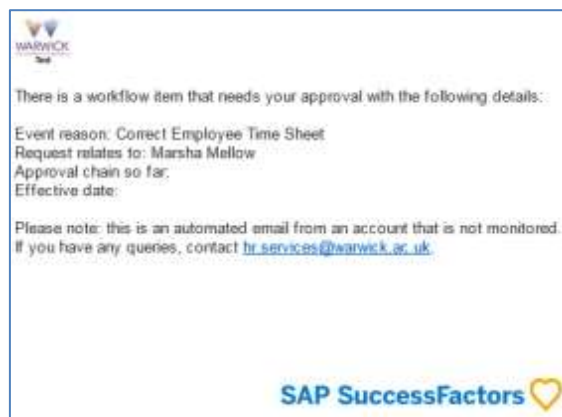 WARWICK
Test
There is a workflow item that needs your approval with the following details:
Event reason: Correct Employee Time Sheet
Request relates to: Marsha Mellow
Approval chain so far:
Effective date:
Please note: this is an automated email from an account that is not monitored.
If you have any queries, contact hr.services@warwick.ac.uk.
SAP SuccessFactors